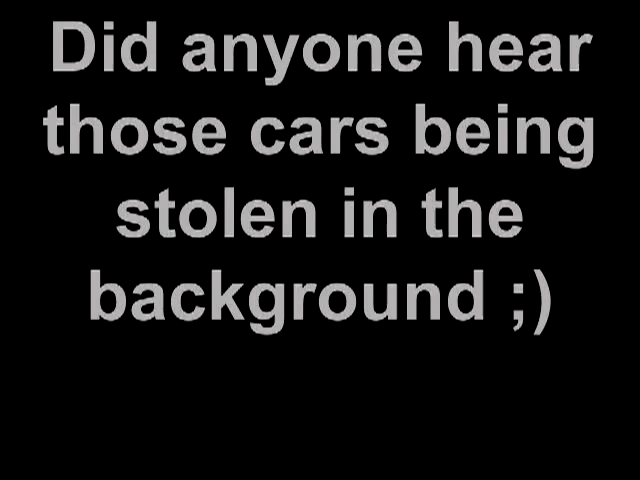 Did anyone hear
those cars being
stolen in the
background ;)